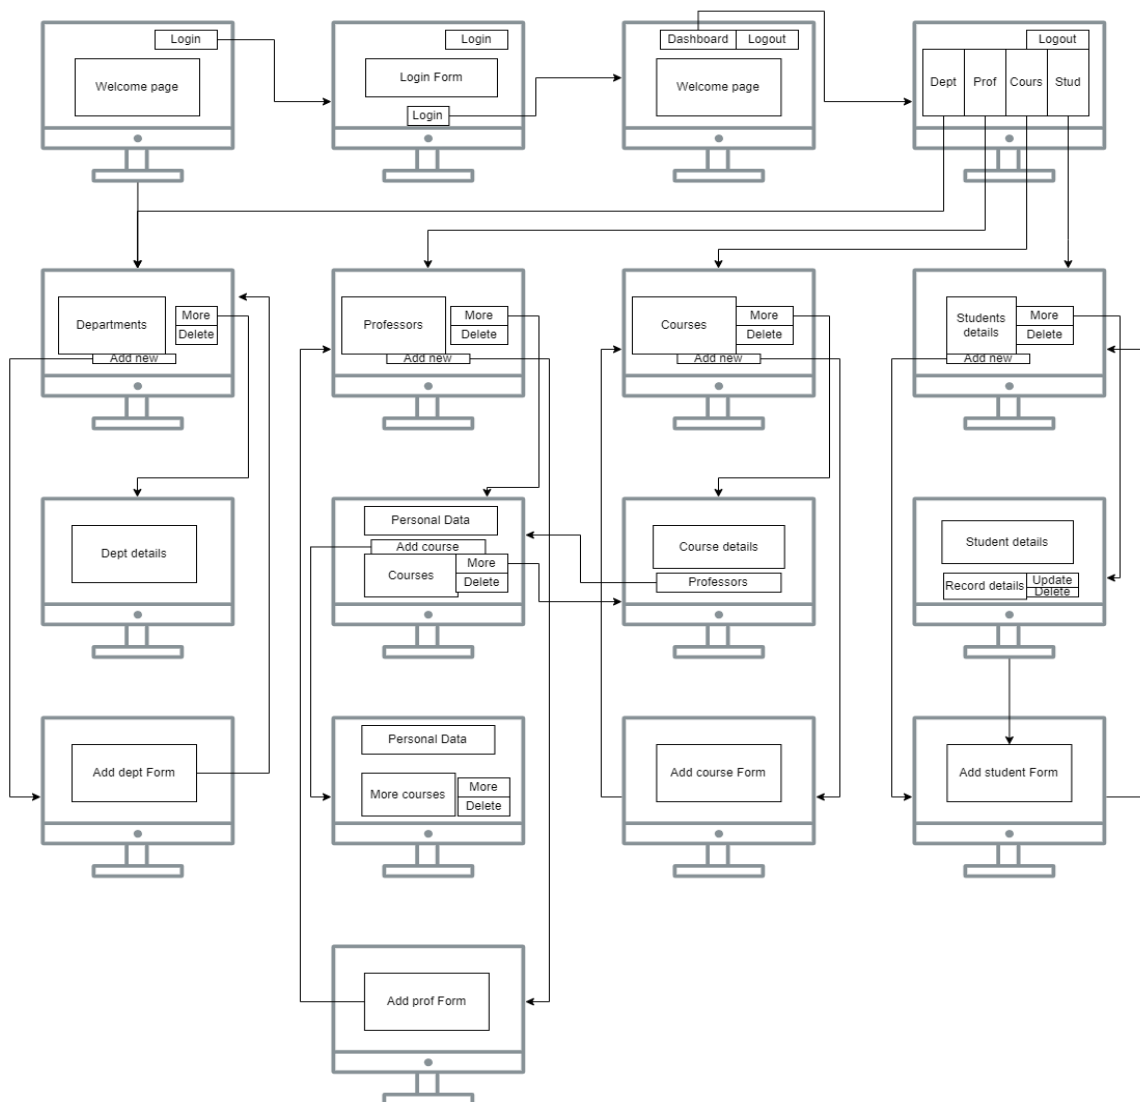 Login
Welcome page
Login
Login Form
Login
Dashboard
Logout
Welcome page
Logout
Dept
Prof
Cours
Stud
Departments
More
Delete
Add new
Professors
More
Delete
Add new
Courses
More
Delete
Add new
Students
details
More
Delete
Add new
Dept details
Personal Data
Add course
Courses
More
Delete
Course details
Professors
Student details
Record details
Update
Delete
Add dept Form
Personal Data
More courses
More
Delete
Add course Form
Add student Form
Add prof Form